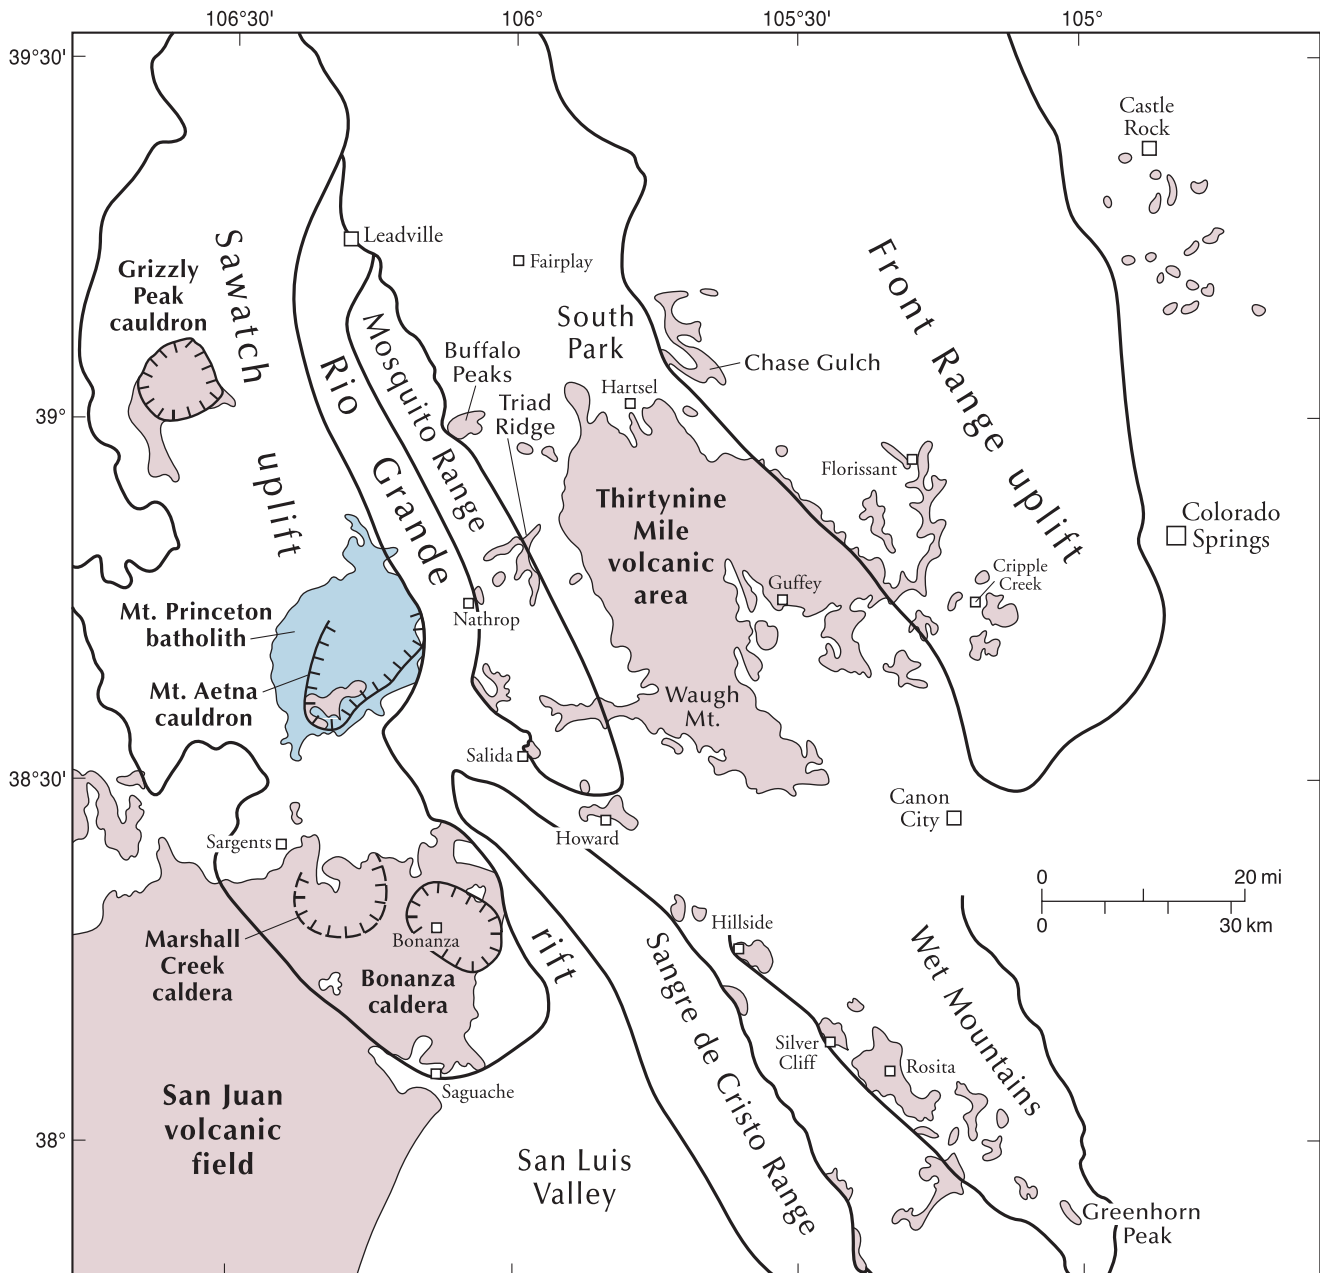 106°30'
106°
105°30'
105°
39°30'
39°
38°30'
38°
Castle
Rock
Leadville
Fairplay
Sawatch
uplift
Grizzly
Peak
cauldron
Rio
Grande
rift
Mosquito Range
South
Park
Front Range uplift
Buffalo
Peaks
Triad
Ridge
Hartsel
Chase Gulch
Florissant
Thirtynine
Mile
volcanic
area
Colorado
Springs
Cripple
Creek
Guffey
Mt. Princeton
batholith
Nathrop
Mt. Aetna
cauldron
Waugh
Mt.
Salida
Canon
City
Howard
Sargents
0
20 mi
0
30 km
Hillside
Marshall
Creek
caldera
Bonanza
Bonanza
caldera
Sangre de Cristo Range
Wet Mountains
Silver
Cliff
Rosita
Saguache
San Juan
volcanic
field
San Luis
Valley
Greenhorn
Peak